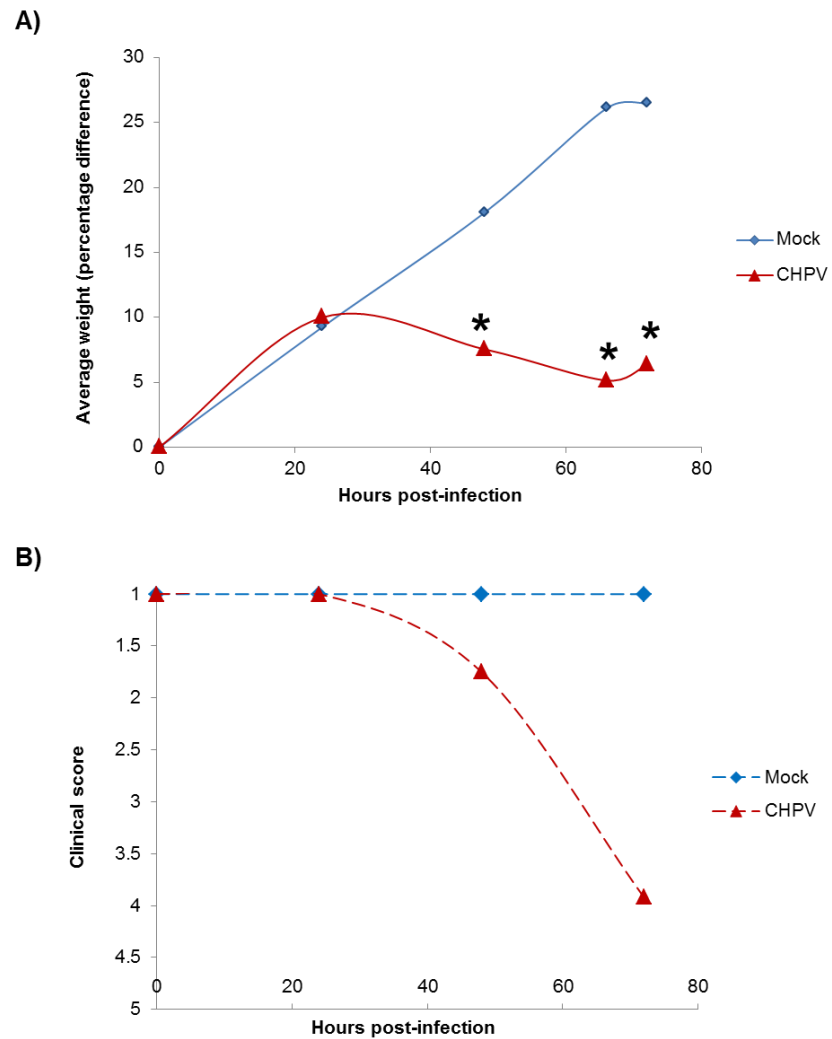 A)
Average weight (percentage difference)
30
25
20
15
10
5
0
0 20 40 60 80
Hours post-infection
* * *
Mock
CHPV
B)
Clinical score
1
1.5
2
2.5
3
3.5
4
4.5
5
0 20 40 60 80
Hours post-infection
Mock
CHPV